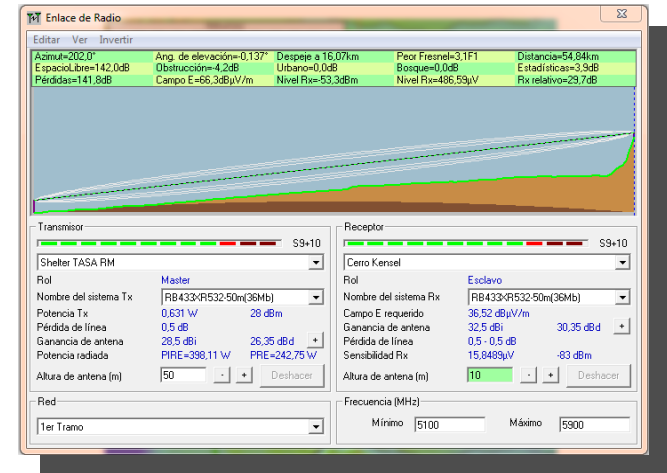 Enlace de Radio
Editar Ver Invertir
Azimut=202,0° Ang. de elevación=-0,137° Despeje a 16,07km Peor Fresnel=3,1F1 Distancia=54,84km
EspacioLibre=142,0dB Obstrucción=-4,2dB Urbano=0,0dB Bosque=0,0dB Estadísticas=3,9dB
Pérdidas=141,8dB Campo E=66,3dBµV/m Nivel Rx=-53,3dBm Nivel Rx=486,59µV Rx relativo=29,7dB
Transmisor
S9+10
Shelter TASA RM
Rol Master
Nombre del sistema Tx RB433XR532-50m(36Mb)
Potencia Tx 0,631 W 28 dBm
Pérdida de línea 0,5 dB
Ganancia de antena 28,5 dBi 26,35 dBd +
Potencia radiada PIRE=398,11 W PRE=242,75 W
Altura de antena (m) 50 - + Deshacer
Receptor
S9+10
Cerro Kensel
Rol Esclavo
Nombre del sistema Rx RB433XR532-50m(36Mb)
Campo E requerido 36,52 dBµV/m
Ganancia de antena 32,5 dBi 30,35 dBd +
Pérdida de línea 0,5 - 0,5 dB
Sensibilidad Rx 15,8489µV -83 dBm
Altura de antena (m) 10 - + Deshacer
Red
1er Tramo
Frecuencia (MHz)
Mínimo 5100 Máximo 5900